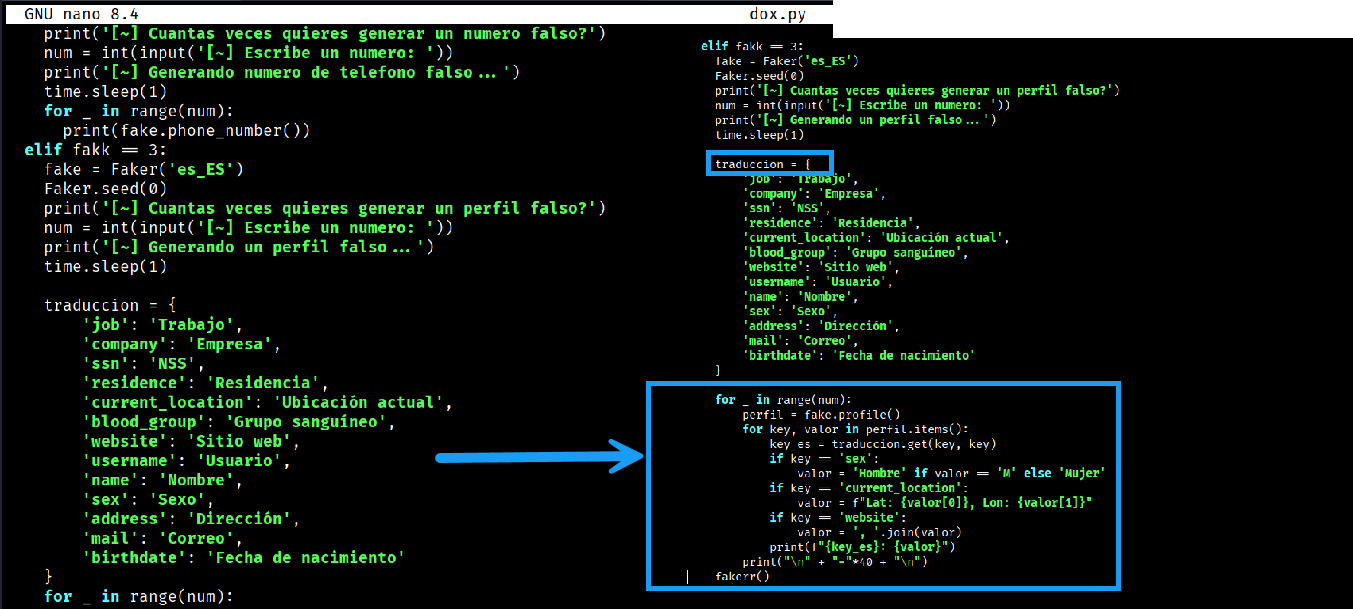 GNU nano 8.4
dox.py
print('[~] Cuantas veces quieres generar un numero falso?')
num = int(input('[~] Escribe un numero: '))
print('[~] Generando numero de telefono falso...')
time.sleep(1)
for _ in range(num):
print(fake.phone_number())
elif fakk == 3:
fake = Faker('es_ES')
Faker.seed(0)
print('[~] Cuantas veces quieres generar un perfil falso?')
num = int(input('[~] Escribe un numero: '))
print('[~] Generando un perfil falso...')
time.sleep(1)
traduccion = {
'job': 'Trabajo',
'company': 'Empresa',
'ssn': 'NSS',
'residence': 'Residencia',
'current_location': 'Ubicación actual',
'blood_group': 'Grupo sanguíneo',
'website': 'Sitio web',
'username': 'Usuario',
'name': 'Nombre',
'sex': 'Sexo',
'address': 'Dirección',
'mail': 'Correo',
'birthdate': 'Fecha de nacimiento'
}
for _ in range(num):
elif fakk == 3:
fake = Faker('es_ES')
Faker.seed(0)
print('[~] Cuantas veces quieres generar un perfil falso?')
num = int(input('[~] Escribe un numero: '))
print('[~] Generando un perfil falso...')
time.sleep(1)
traduccion = {
'job': 'Trabajo',
'company': 'Empresa',
'ssn': 'NSS',
'residence': 'Residencia',
'current_location': 'Ubicación actual',
'blood_group': 'Grupo sanguíneo',
'website': 'Sitio web',
'username': 'Usuario',
'name': 'Nombre',
'sex': 'Sexo',
'address': 'Dirección',
'mail': 'Correo',
'birthdate': 'Fecha de nacimiento'
}
for _ in range(num):
perfil = fake.profile()
for key, valor in perfil.items():
key_es = traduccion.get(key, key)
if key == 'sex':
valor = 'Hombre' if valor == 'M' else 'Mujer'
if key == 'current_location':
valor = f"Lat: {valor[0]}, Lon: {valor[1]}"
if key == 'website':
valor = ', '.join(valor)
print(f"{key_es}: {valor}")
print("\n" + "-"*40 + "\n")
fakerr()